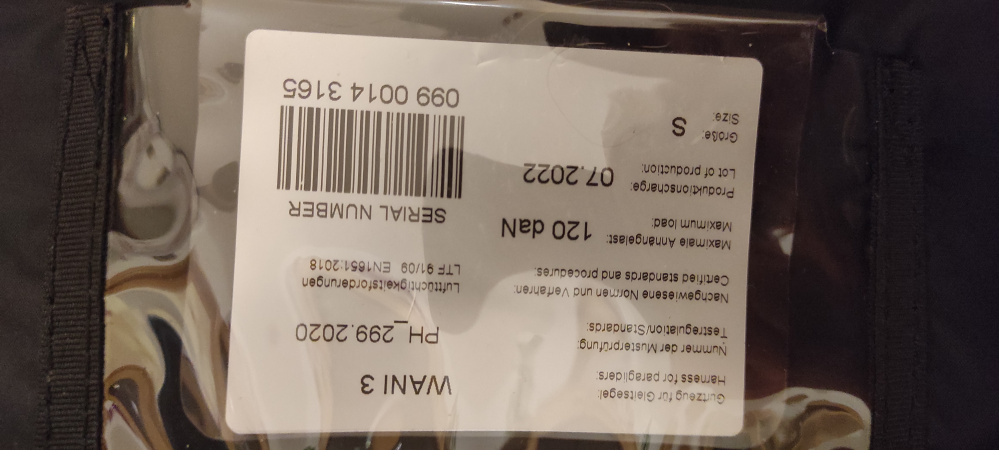 Gurtzeug für Gleitsegel:
Harness for paragliders:
WANI 3
Nummer der Musterprüfung:
Testregulation/Standards:
PH_299.2020
Nachgewiesene Normen und Verfahren:
Certified standards and procedures:
Lufttüchtigkeitsforderungen
LTF 91/09 EN1651:2018
Maximale Anhängelast:
Maximum load:
120 daN
Produktionscharge:
Lot of production:
07.2022
Größe:
Size:
S
SERIAL NUMBER
099 0014 3165